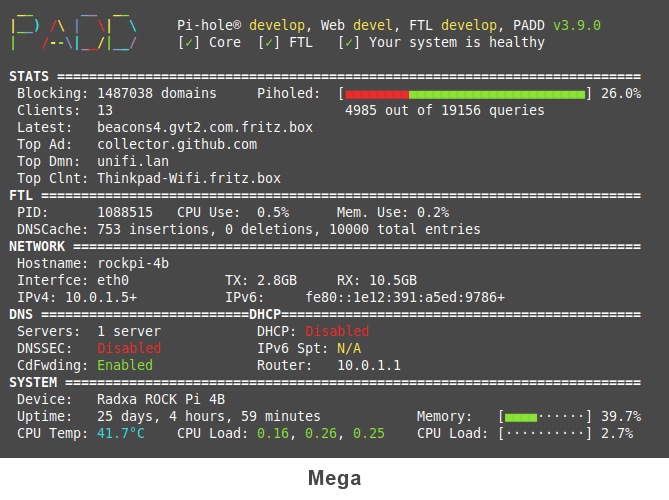 PADD
Pi-hole® develop, Web devel, FTL develop, PADD v3.9.0
[✓] Core [✓] FTL [✓] Your system is healthy
STATS
Blocking: 1487038 domains Piholed: [] 26.0%
Clients: 13 4985 out of 19156 queries
Latest: beacons4.gvt2.com.fritz.box
Top Ad: collector.github.com
Top Dmn: unifi.lan
Top Clnt: Thinkpad-Wifi.fritz.box
FTL
PID: 1088515 CPU Use: 0.5% Mem. Use: 0.2%
DNSCache: 753 insertions, 0 deletions, 10000 total entries
NETWORK
Hostname: rockpi-4b
Interfce: eth0 TX: 2.8GB RX: 10.5GB
IPv4: 10.0.1.5+ IPv6: fe80::1e12:391:a5ed:9786+
DNS DHCP
Servers: 1 server DHCP: Disabled
DNSSEC: Disabled IPv6 Spt: N/A
CdFwding: Enabled Router: 10.0.1.1
SYSTEM
Device: Radxa ROCK Pi 4B
Uptime: 25 days, 4 hours, 59 minutes Memory: [■■■■······] 39.7%
CPU Temp: 41.7°C CPU Load: 0.16, 0.26, 0.25 CPU Load: [··········] 2.7%
Mega